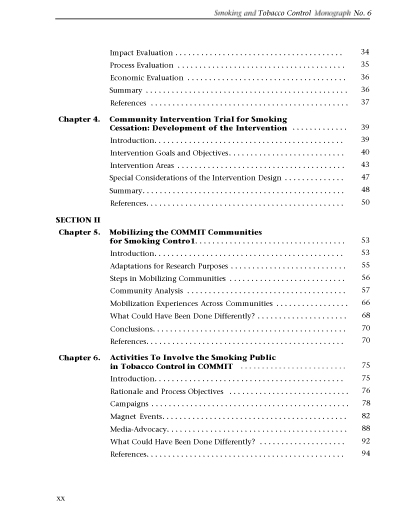 Smoking and Tobacco Control Monograph No. 6
Impact Evaluation . . . . . . . . . . . . . . . . . . . . . . . . . . . . . . . . . . . . . . . 34
Process Evaluation . . . . . . . . . . . . . . . . . . . . . . . . . . . . . . . . . . . . . . . 35
Economic Evaluation . . . . . . . . . . . . . . . . . . . . . . . . . . . . . . . . . . . . . 36
Summary . . . . . . . . . . . . . . . . . . . . . . . . . . . . . . . . . . . . . . . . . . . . . . . 36
References . . . . . . . . . . . . . . . . . . . . . . . . . . . . . . . . . . . . . . . . . . . . . . 37
Chapter 4. Community Intervention Trial for Smoking
Cessation: Development of the Intervention . . . . . . . . . . . . . 39
Introduction. . . . . . . . . . . . . . . . . . . . . . . . . . . . . . . . . . . . . . . . . . . . 39
Intervention Goals and Objectives. . . . . . . . . . . . . . . . . . . . . . . . . . . 40
Intervention Areas . . . . . . . . . . . . . . . . . . . . . . . . . . . . . . . . . . . . . . . 43
Special Considerations of the Intervention Design . . . . . . . . . . . . . . 47
Summary. . . . . . . . . . . . . . . . . . . . . . . . . . . . . . . . . . . . . . . . . . . . . . . 48
References. . . . . . . . . . . . . . . . . . . . . . . . . . . . . . . . . . . . . . . . . . . . . . 50
SECTION II
Chapter 5. Mobilizing the COMMIT Communities
for Smoking Contro1. . . . . . . . . . . . . . . . . . . . . . . . . . . . . . . . . . . 53
Introduction. . . . . . . . . . . . . . . . . . . . . . . . . . . . . . . . . . . . . . . . . . . . 53
Adaptations for Research Purposes . . . . . . . . . . . . . . . . . . . . . . . . . . . 55
Steps in Mobilizing Communities . . . . . . . . . . . . . . . . . . . . . . . . . . . 56
Community Analysis . . . . . . . . . . . . . . . . . . . . . . . . . . . . . . . . . . . . . 57
Mobilization Experiences Across Communities . . . . . . . . . . . . . . . . . 66
What Could Have Been Done Differently? . . . . . . . . . . . . . . . . . . . . . 68
Conclusions. . . . . . . . . . . . . . . . . . . . . . . . . . . . . . . . . . . . . . . . . . . . . 70
References. . . . . . . . . . . . . . . . . . . . . . . . . . . . . . . . . . . . . . . . . . . . . . 70
Chapter 6. Activities To Involve the Smoking Public
in Tobacco Control in COMMIT . . . . . . . . . . . . . . . . . . . . . . . . . 75
Introduction. . . . . . . . . . . . . . . . . . . . . . . . . . . . . . . . . . . . . . . . . . . . 75
Rationale and Process Objectives . . . . . . . . . . . . . . . . . . . . . . . . . . . . 76
Campaigns . . . . . . . . . . . . . . . . . . . . . . . . . . . . . . . . . . . . . . . . . . . . . . 78
Magnet Events. . . . . . . . . . . . . . . . . . . . . . . . . . . . . . . . . . . . . . . . . . . 82
Media-Advocacy. . . . . . . . . . . . . . . . . . . . . . . . . . . . . . . . . . . . . . . . . . 88
What Could Have Been Done Differently? . . . . . . . . . . . . . . . . . . . . 92
References. . . . . . . . . . . . . . . . . . . . . . . . . . . . . . . . . . . . . . . . . . . . . . 94
xx